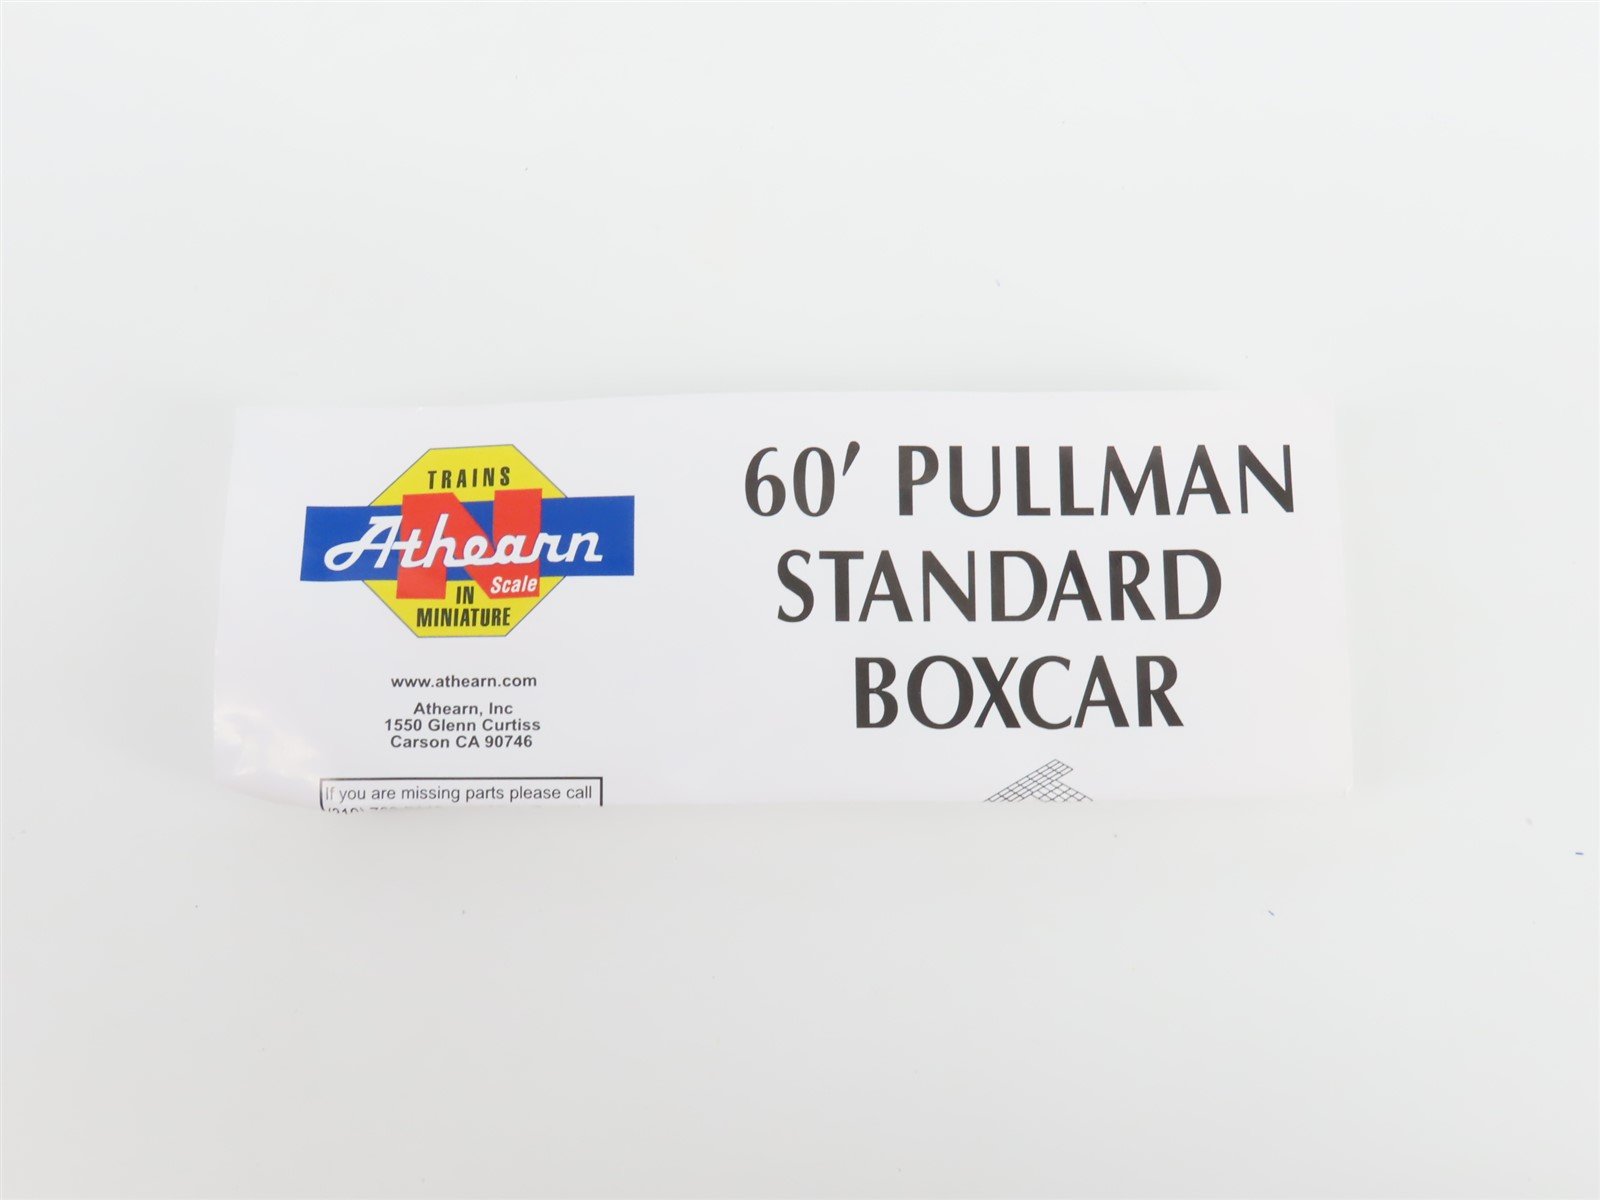 TRAINS
N
Athearn
Scale
IN
MINIATURE
www.athearn.com
Athearn, Inc
1550 Glenn Curtiss
Carson CA 90746
If you are missing parts please call
60' PULLMAN
STANDARD
BOXCAR